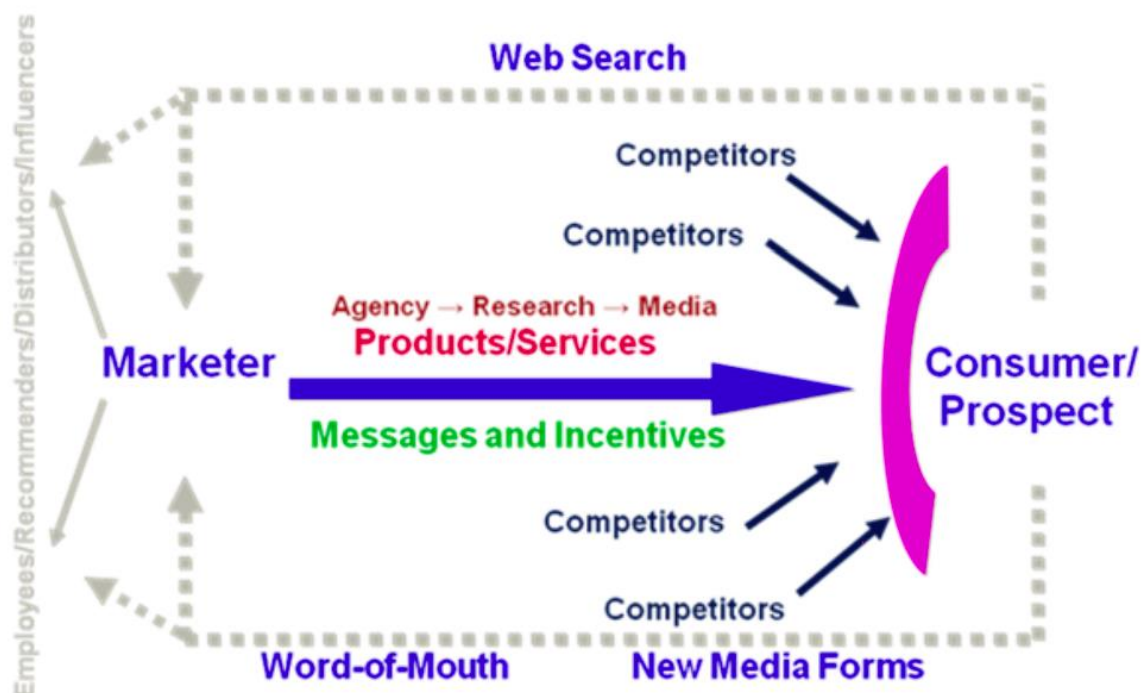 Employees/Recommenders/Distributors/Influencers
Web Search
Competitors
Competitors
Agency → Research → Media
Products/Services
Marketer
Consumer/
Prospect
Messages and Incentives
Competitors
Competitors
Word-of-Mouth
New Media Forms